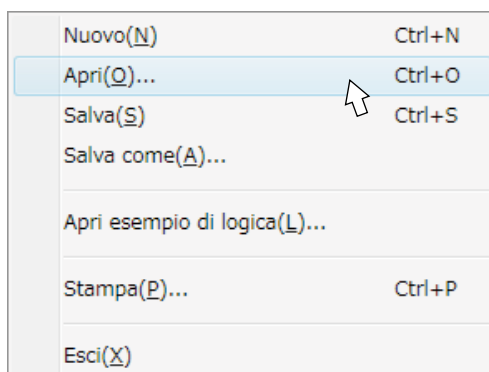 Nuovo(N) Ctrl+N
Apri(O)... Ctrl+O
Salva(S) Ctrl+S
Salva come(A)...
Apri esempio di logica(L)...
Stampa(P)... Ctrl+P
Esci(X)